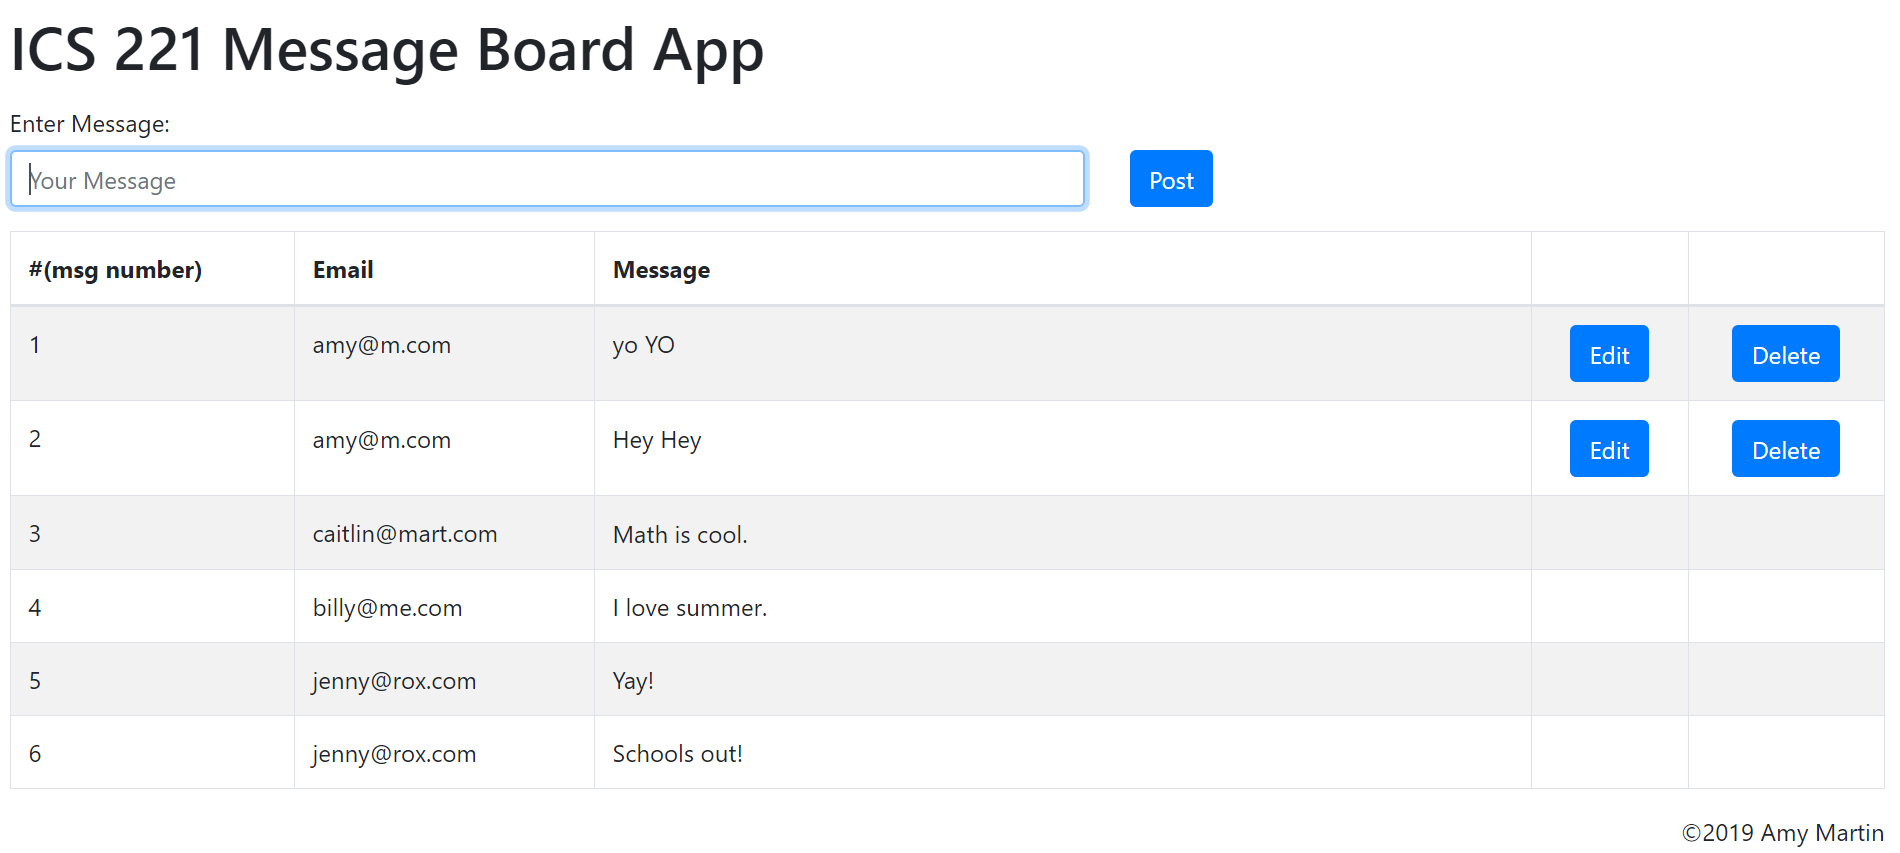 ICS 221 Message Board App
Enter Message:
Your Message Post
#(msg number) Email Message
1 amy@m.com yo YO Edit Delete
2 amy@m.com Hey Hey Edit Delete
3 caitlin@mart.com Math is cool.
4 billy@me.com I love summer.
5 jenny@rox.com Yay!
6 jenny@rox.com Schools out!
©2019 Amy Martin